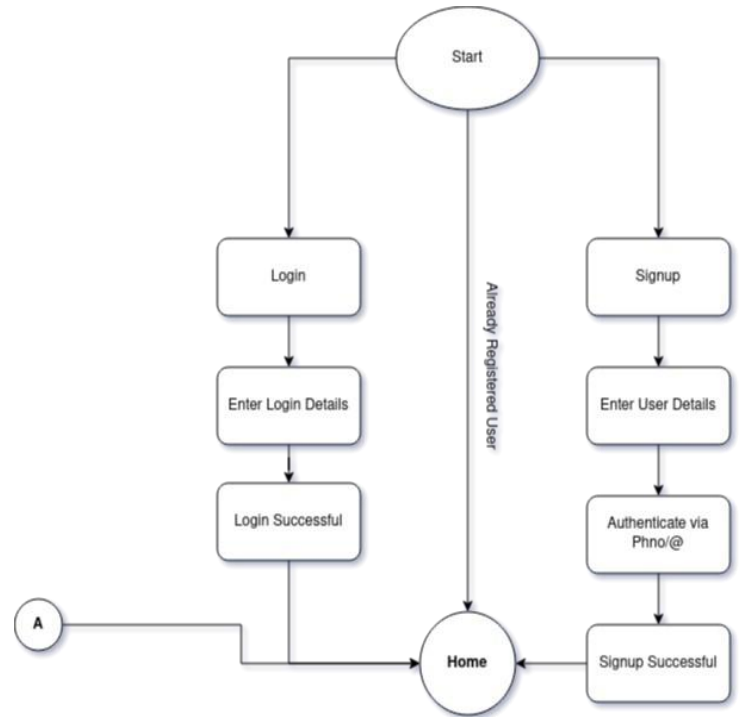 Start
Login
Signup
Already Registered User
Enter Login Details
Enter User Details
Login Successful
Authenticate via
Phno/@
A
Home
Signup Successful